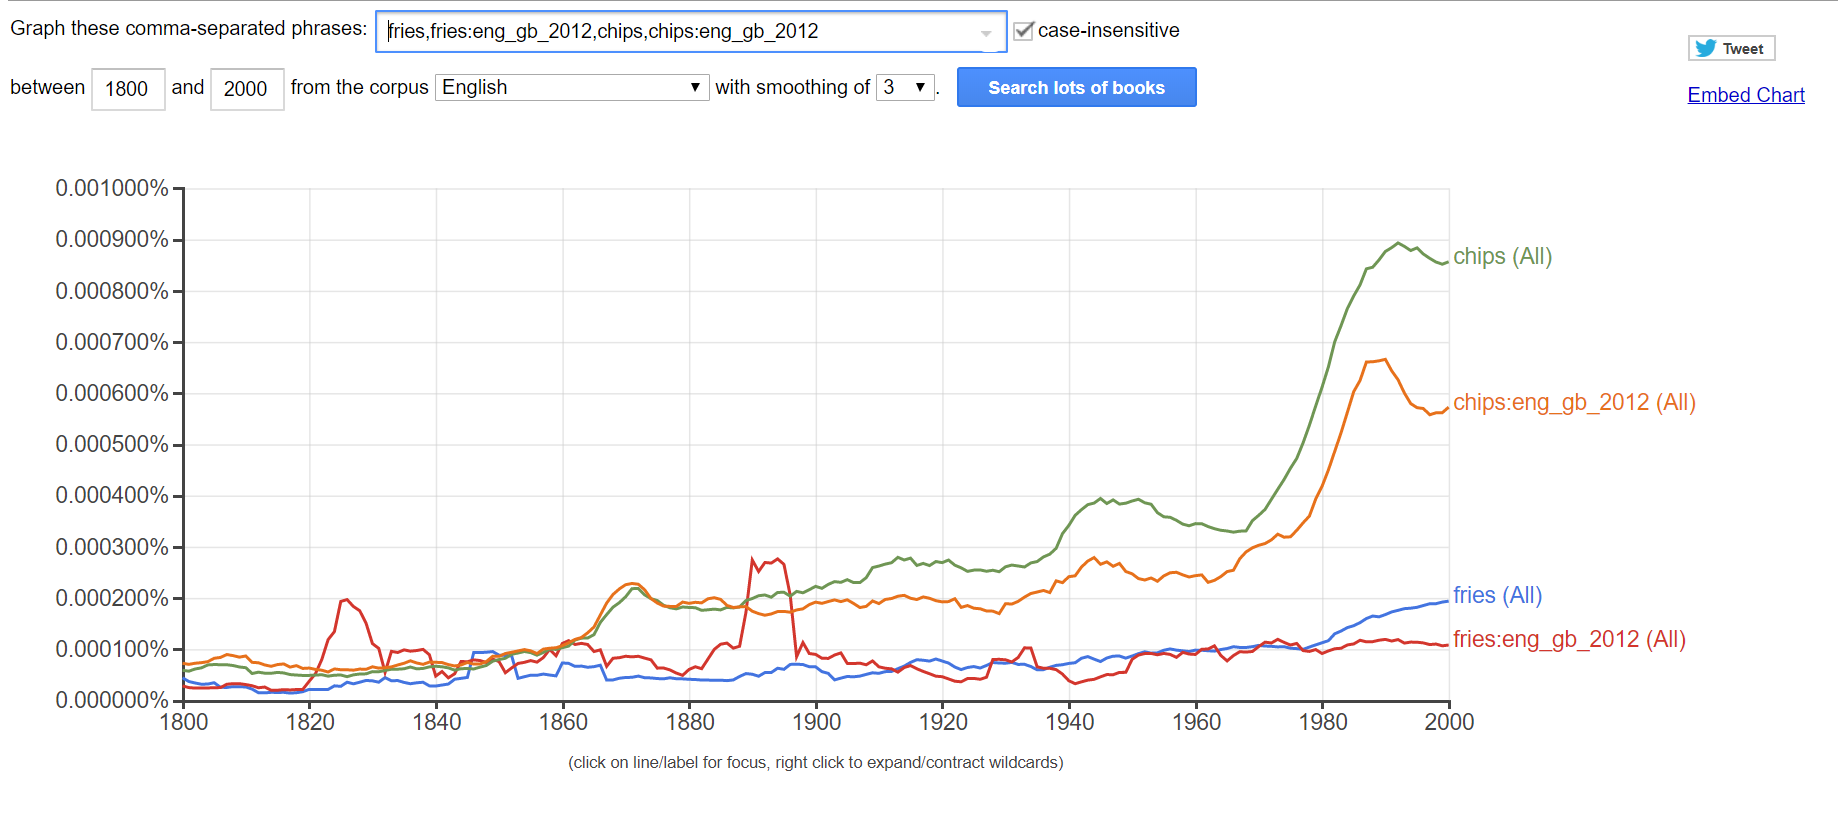 Graph these comma-separated phrases: fries,fries:eng_gb_2012,chips,chips:eng_gb_2012 case-insensitive
Tweet
between 1800 and 2000 from the corpus English with smoothing of 3 . Search lots of books
Embed Chart
0.001000%
0.000900%
0.000800%
0.000700%
0.000600%
0.000500%
0.000400%
0.000300%
0.000200%
0.000100%
0.000000%
chips (All)
chips:eng_gb_2012 (All)
fries (All)
fries:eng_gb_2012 (All)
1800 1820 1840 1860 1880 1900 1920 1940 1960 1980 2000
(click on line/label for focus, right click to expand/contract wildcards)